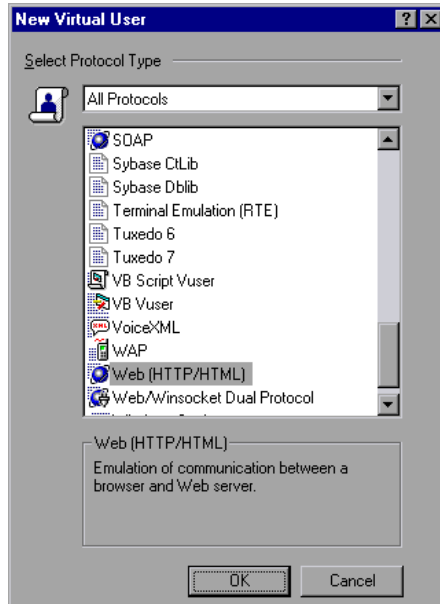 New Virtual User
Select Protocol Type
All Protocols
SOAP
Sybase CtLib
Sybase Dblib
Terminal Emulation (RTE)
Tuxedo 6
Tuxedo 7
VB Script Vuser
VB Vuser
VoiceXML
WAP
Web (HTTP/HTML)
Web/Winsocket Dual Protocol
Web (HTTP/HTML)
Emulation of communication between a
browser and Web server.
OK Cancel